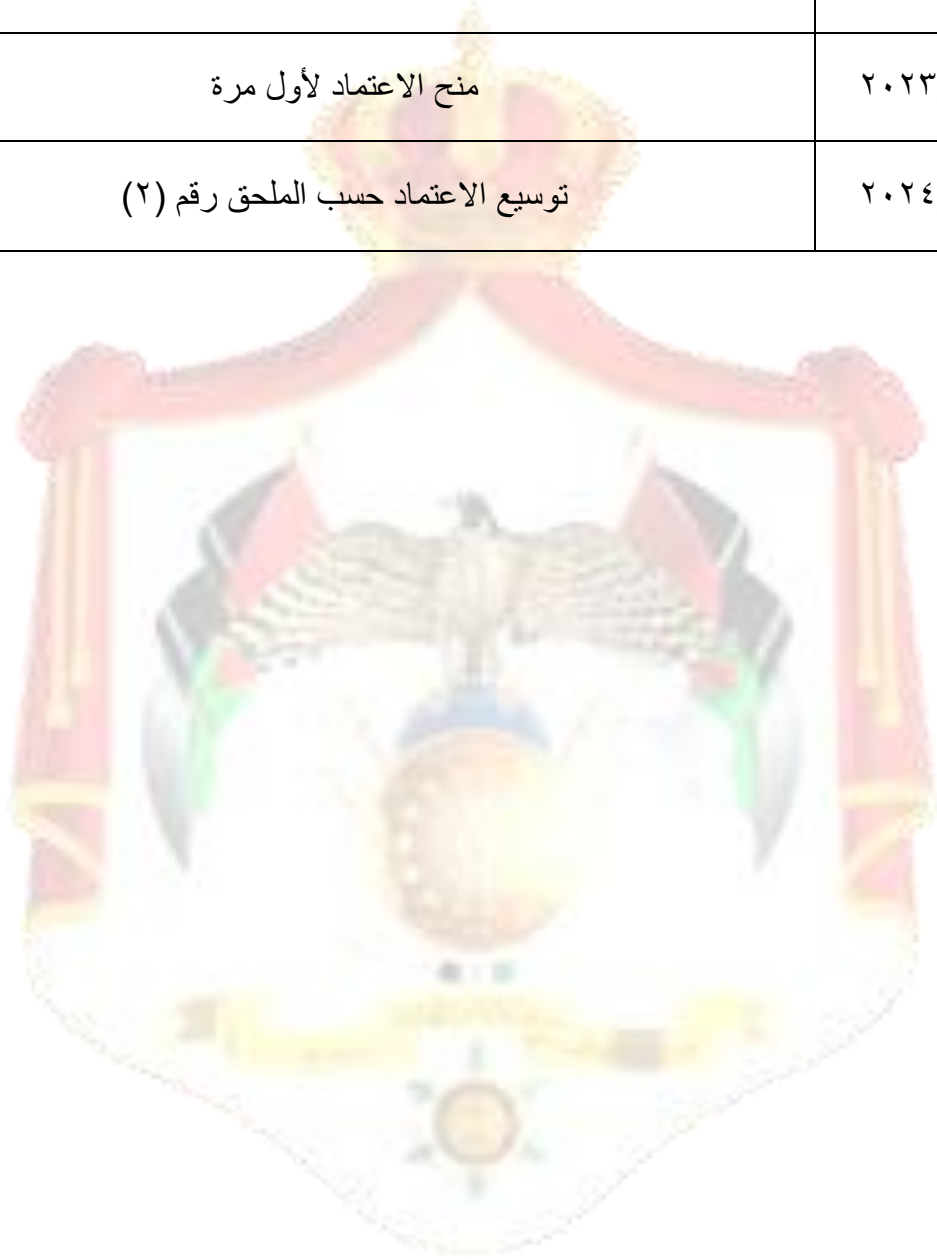 ٢٠٢٣ منح الاعتماد لأول مرة
٢٠٢٤ توسيع الاعتماد حسب الملحق رقم (٢)